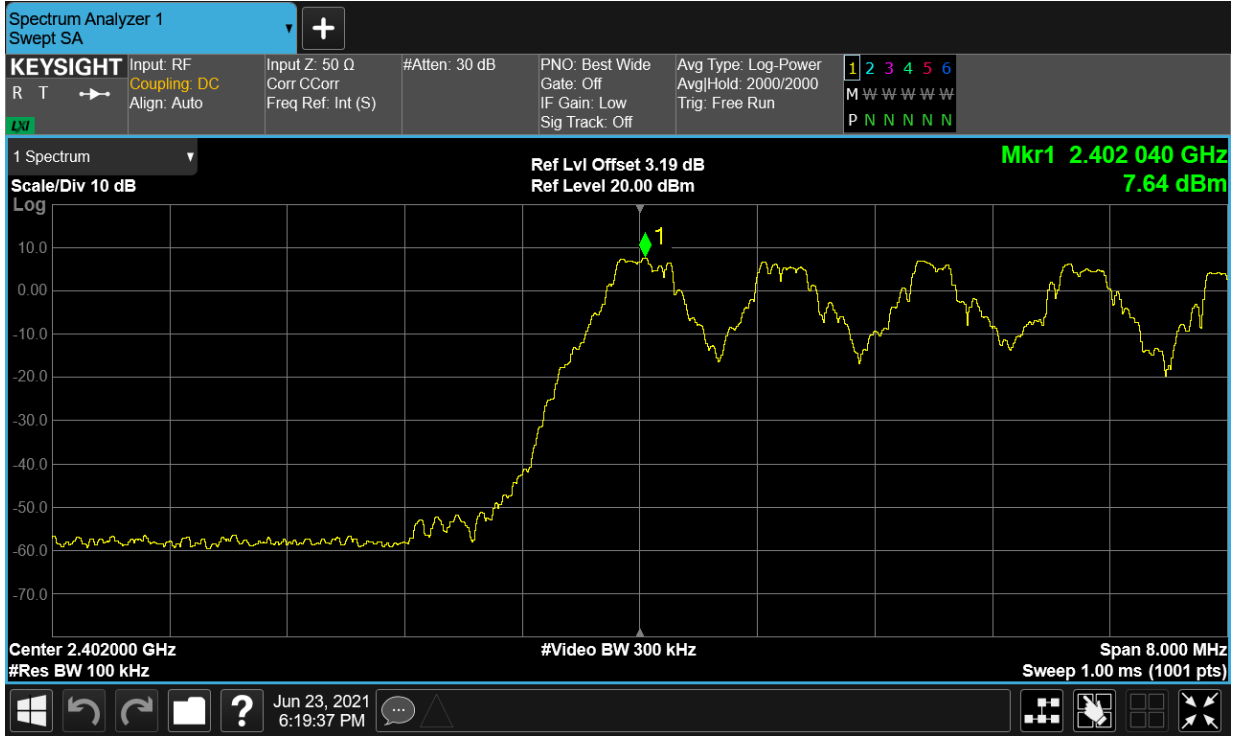 Spectrum Analyzer 1
Swept SA
KEYSIGHT
R T
LXI
Input: RF
Coupling: DC
Align: Auto
Input Z: 50 Ω
Corr CCorr
Freq Ref: Int (S)
#Atten: 30 dB
PNO: Best Wide
Gate: Off
IF Gain: Low
Sig Track: Off
Avg Type: Log-Power
Avg|Hold: 2000/2000
Trig: Free Run
1 2 3 4 5 6
M W W W W W
P N N N N N N
1 Spectrum
Scale/Div 10 dB
Log
Ref Lvl Offset 3.19 dB
Ref Level 20.00 dBm
Mkr1 2.402 040 GHz
7.64 dBm
1
10.0
0.00
-10.0
-20.0
-30.0
-40.0
-50.0
-60.0
-70.0
Center 2.402000 GHz
#Res BW 100 kHz
#Video BW 300 kHz
Span 8.000 MHz
Sweep 1.00 ms (1001 pts)
?
Jun 23, 2021
6:19:37 PM